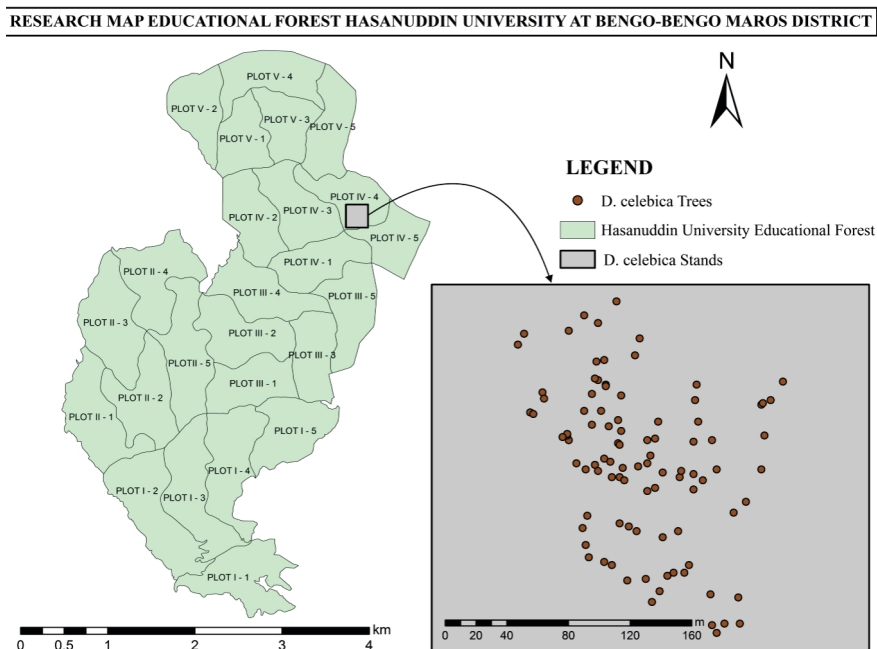 RESEARCH MAP EDUCATIONAL FOREST HASANUDDIN UNIVERSITY AT BENGO-BENGO MAROS DISTRICT
N
PLOT V - 4
PLOT V - 2
PLOT V - 3
PLOT V - 5
PLOT V - 1
PLOT IV - 4
PLOT IV - 3
PLOT IV - 2
PLOT IV - 5
PLOT IV - 1
PLOT II - 4
PLOT III - 4
PLOT III - 5
PLOT II - 3
PLOT III - 2
PLOT III - 3
PLOT II - 5
PLOT III - 1
PLOT II - 2
PLOT II - 1
PLOT I - 5
PLOT I - 4
PLOT I - 2
PLOT I - 3
PLOT I - 1
LEGEND
D. celebica Trees
Hasanuddin University Educational Forest
D. celebica Stands
km
0 0.5 1 2 3 4
m
0 20 40 80 120 160